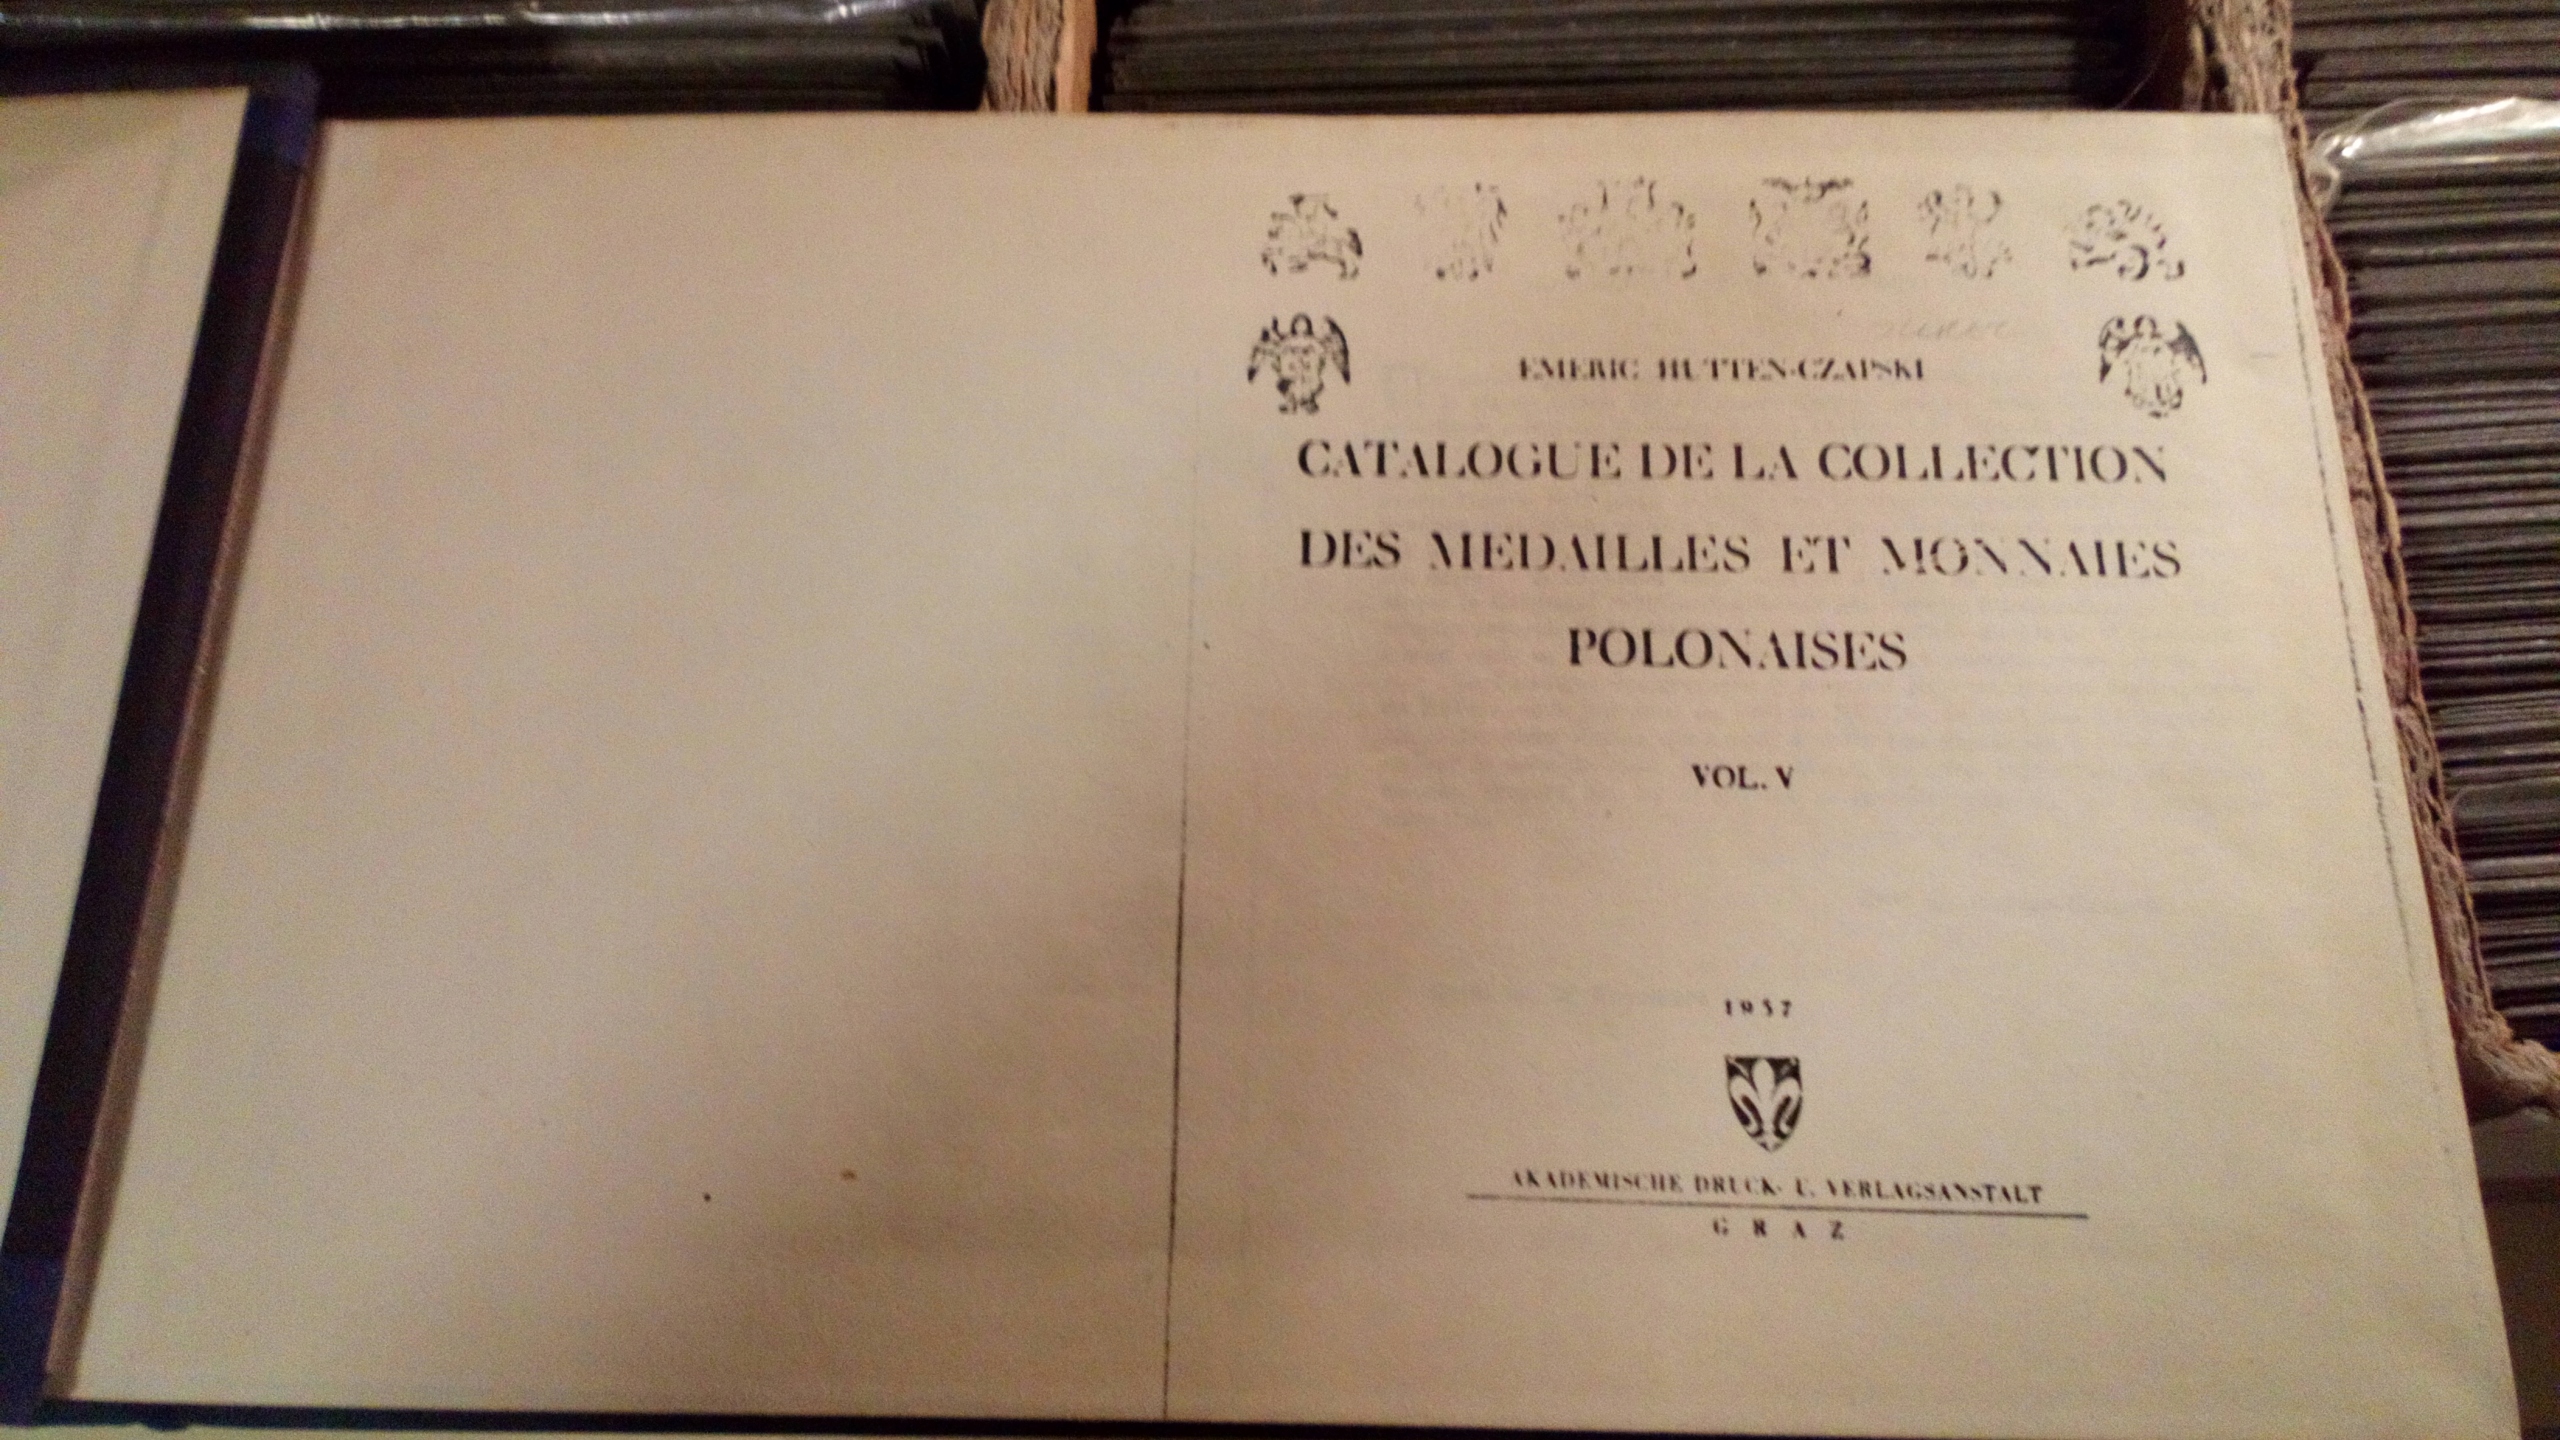 EMERIC HUTTEN-CZAPSKI
CATALOGUE DE LA COLLECTION
DES MEDAILLES ET MONNAIES
POLONAISES
VOL. V
1957
AKADEMISCHE DRUCK- U. VERLAGSANSTALT
GRAZ